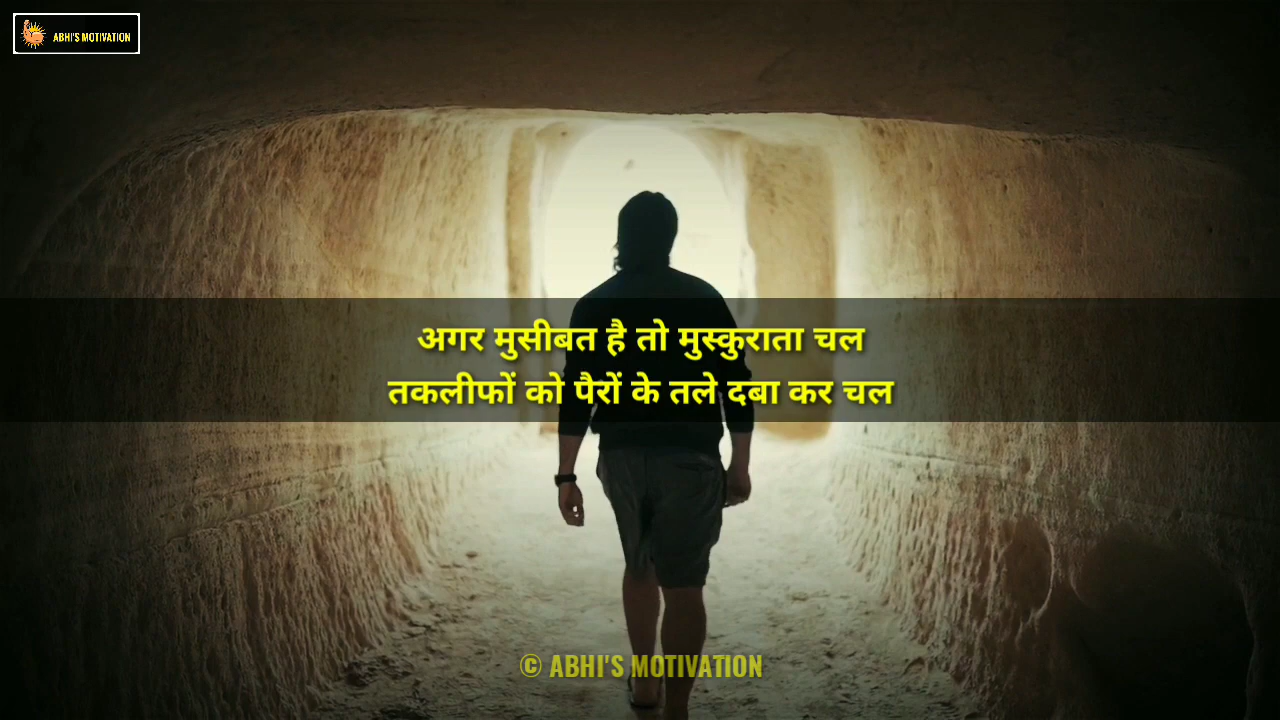 ABHI'S MOTIVATION
अगर मुसीबत है तो मुस्कुराता चल
तकलीफों को पैरों के तले दबा कर चल
© ABHI'S MOTIVATION